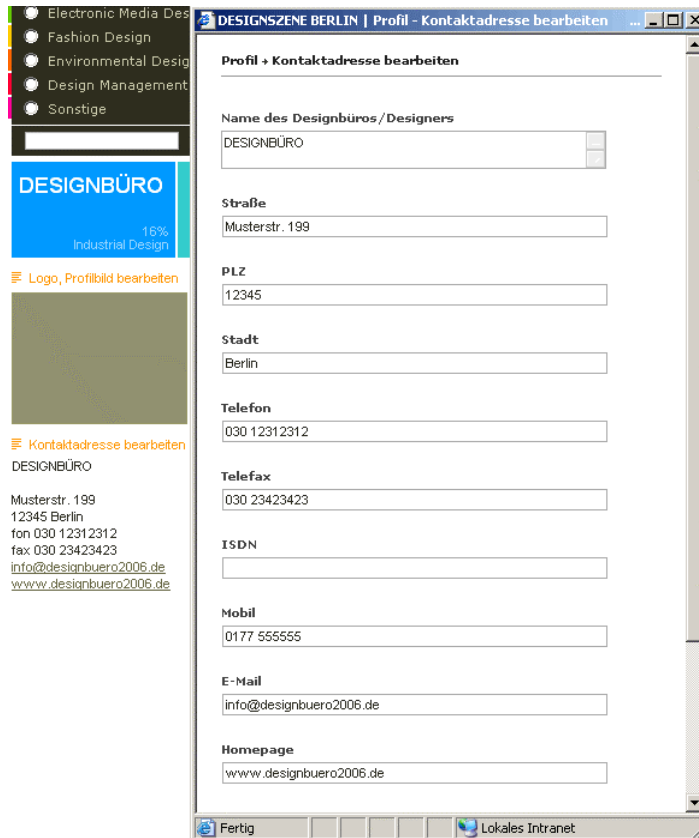 Electronic Media Des
Fashion Design
Environmental Desig
Design Management
Sonstige
DESIGNBÜRO
16%
Industrial Design
Logo, Profilbild bearbeiten
Kontaktadresse bearbeiten
DESIGNBÜRO
Musterstr. 199
12345 Berlin
fon 030 12312312
fax 030 23423423
info@designbuero2006.de
www.designbuero2006.de
DESIGNSZENE BERLIN | Profil - Kontaktadresse bearbeiten ...
Profil → Kontaktadresse bearbeiten
Name des Designbüros/Designers
DESIGNBÜRO
Straße
Musterstr. 199
PLZ
12345
Stadt
Berlin
Telefon
030 12312312
Telefax
030 23423423
ISDN
Mobil
0177 555555
E-Mail
info@designbuero2006.de
Homepage
www.designbuero2006.de
Fertig
Lokales Intranet